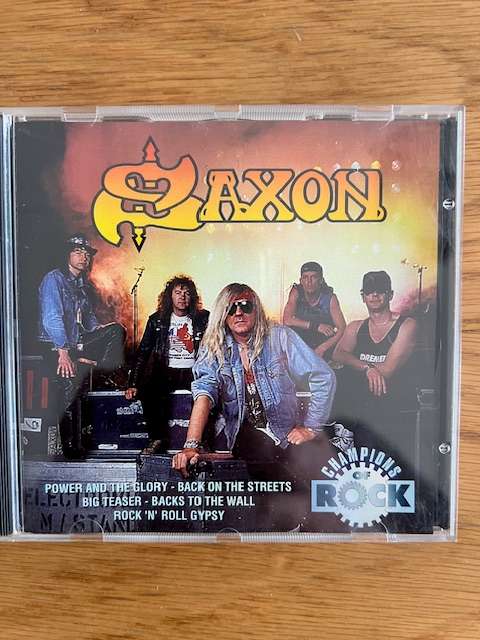 SAXON
CHAMPIONS
OF
ROCK
POWER AND THE GLORY - BACK ON THE STREETS
BIG TEASER - BACKS TO THE WALL
ROCK 'N' ROLL GYPSY